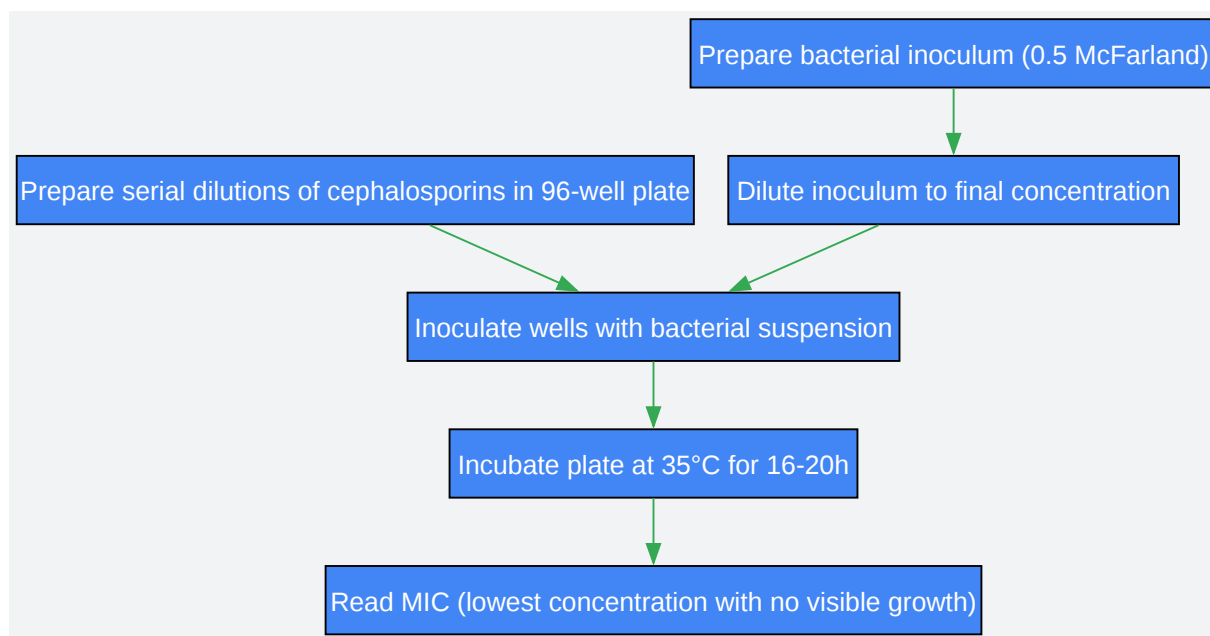 Prepare bacterial inoculum (0.5 McFarland)
Prepare serial dilutions of cephalosporins in 96-well plate
Dilute inoculum to final concentration
Inoculate wells with bacterial suspension
Incubate plate at 35°C for 16-20h
Read MIC (lowest concentration with no visible growth)